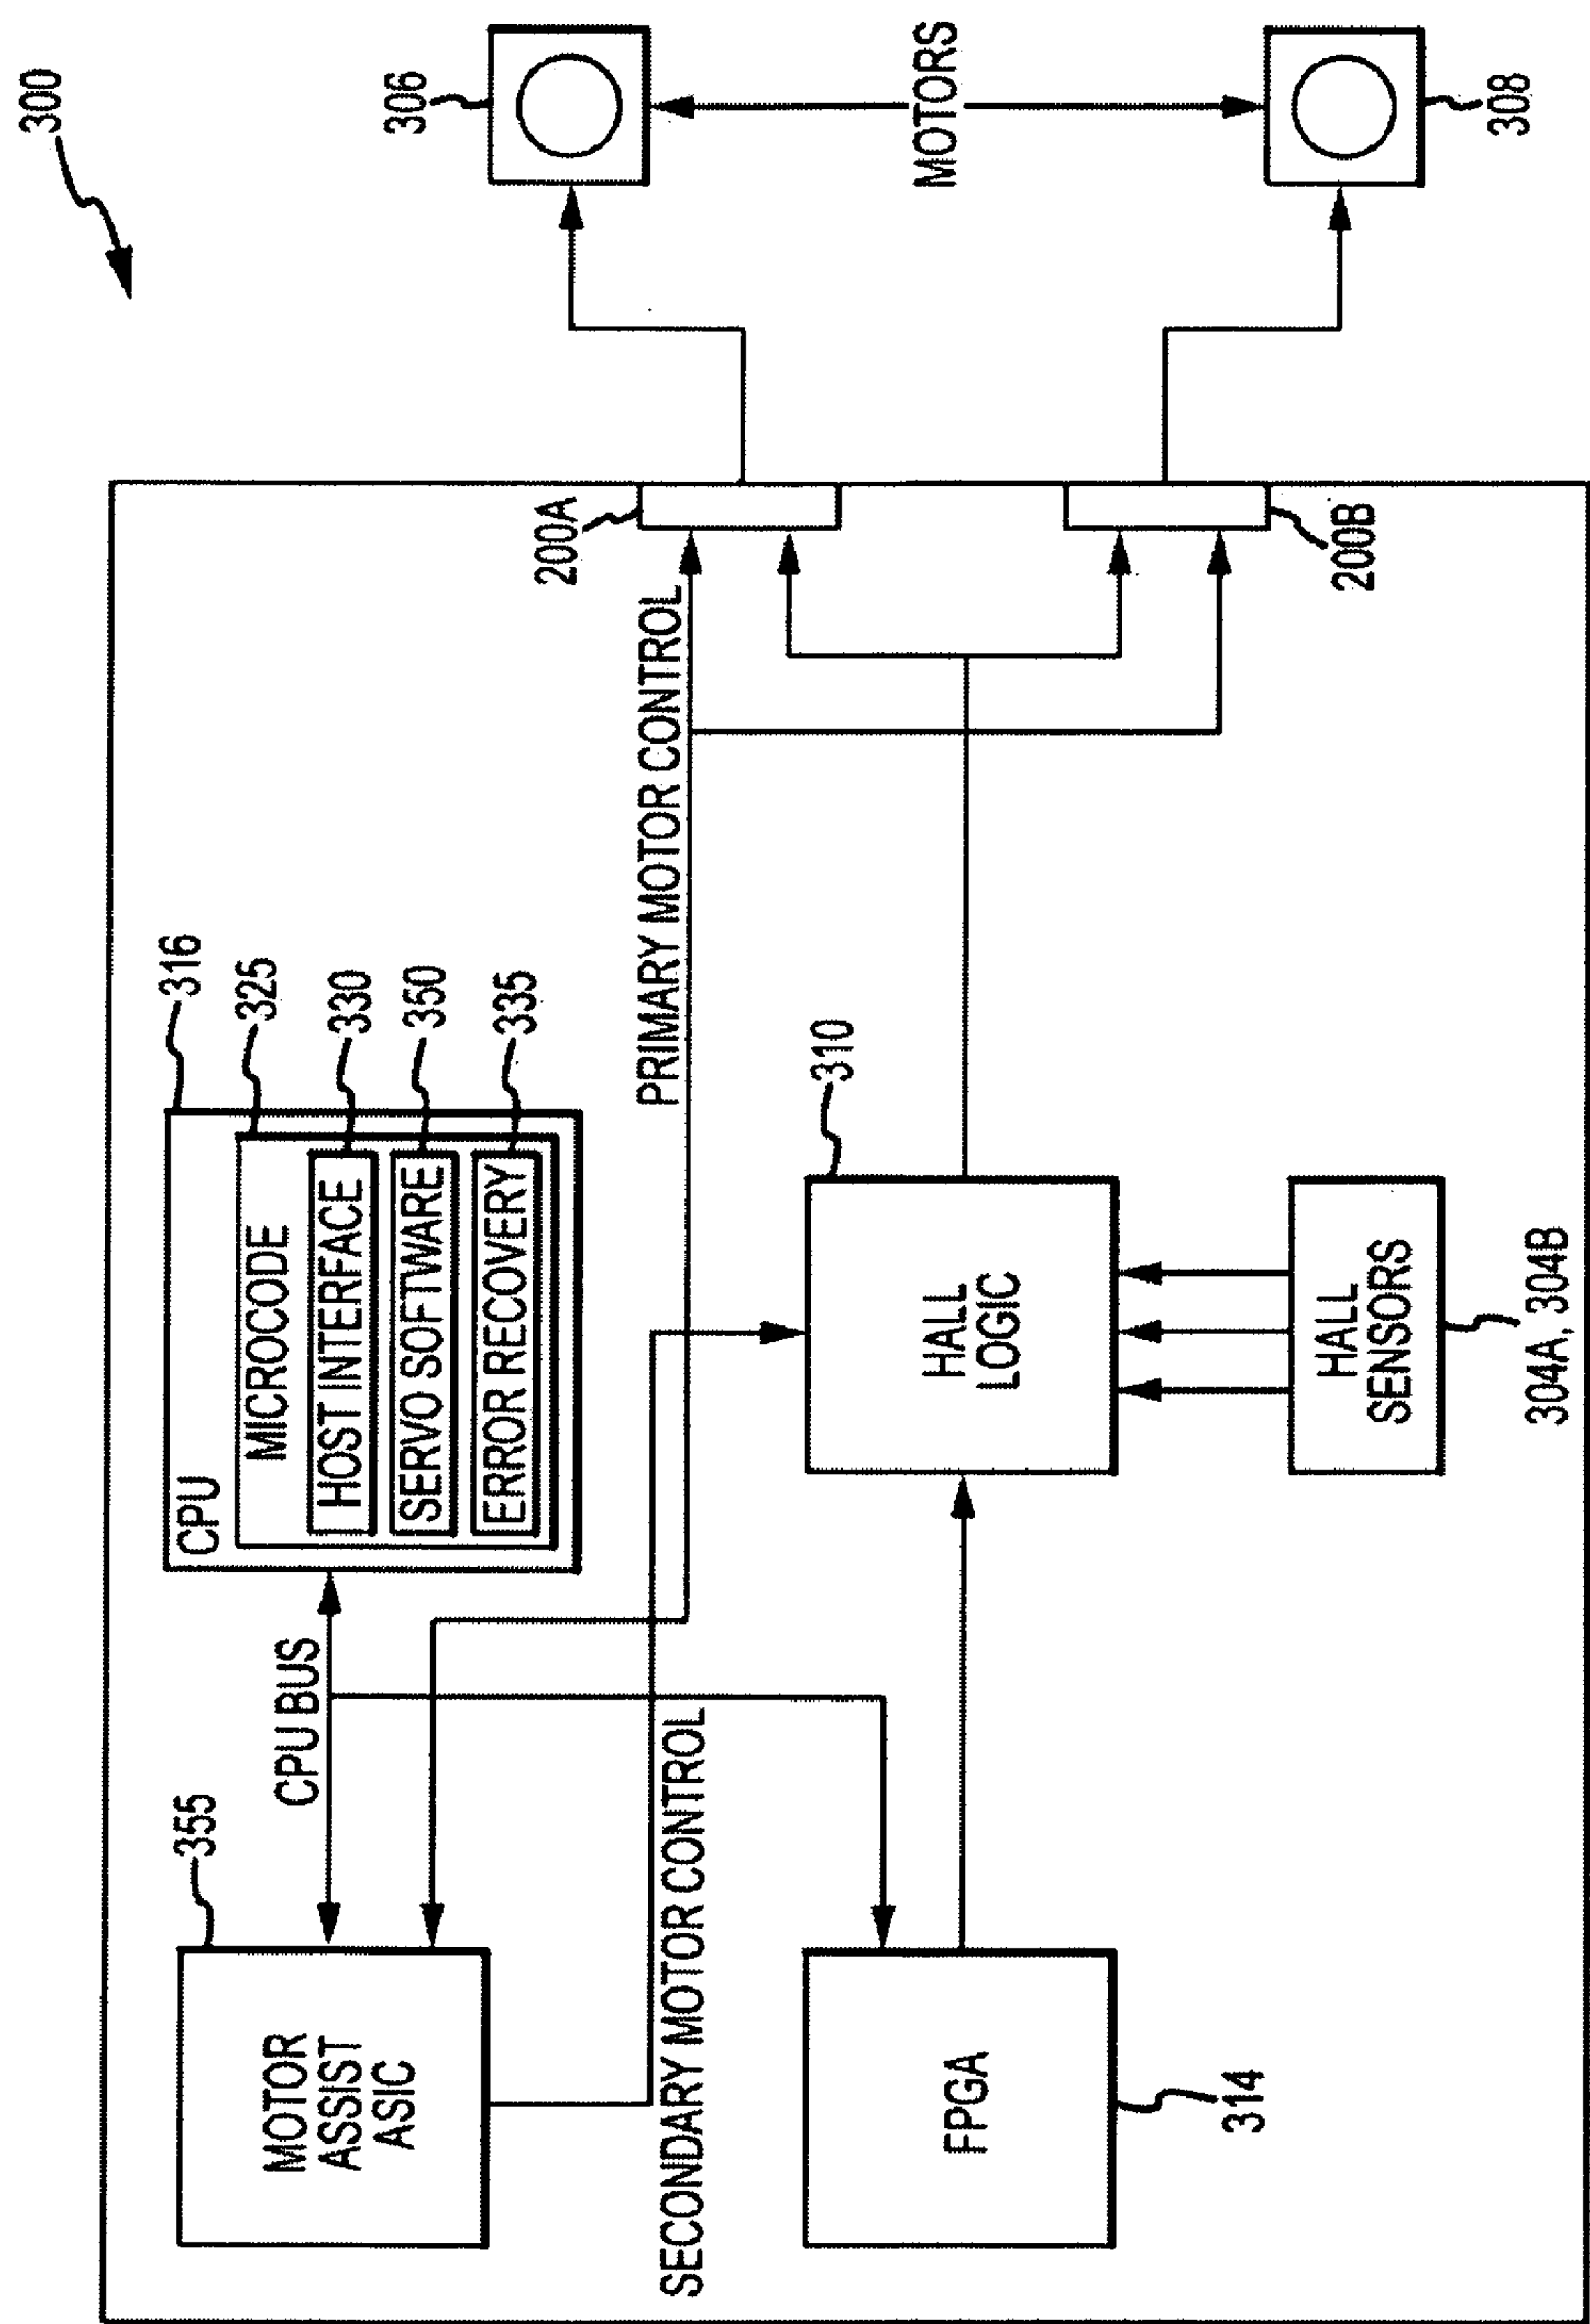 300
306
MOTORS
308
200A
200B
316
325
330
350
335
CPU
MICROCODE
HOST INTERFACE
SERVO SOFTWARE
ERROR RECOVERY
PRIMARY MOTOR CONTROL
310
HALL
LOGIC
HALL
SENSORS
304A, 304B
CPU BUS
355
MOTOR
ASSIST
ASIC
SECONDARY MOTOR CONTROL
FPGA
314